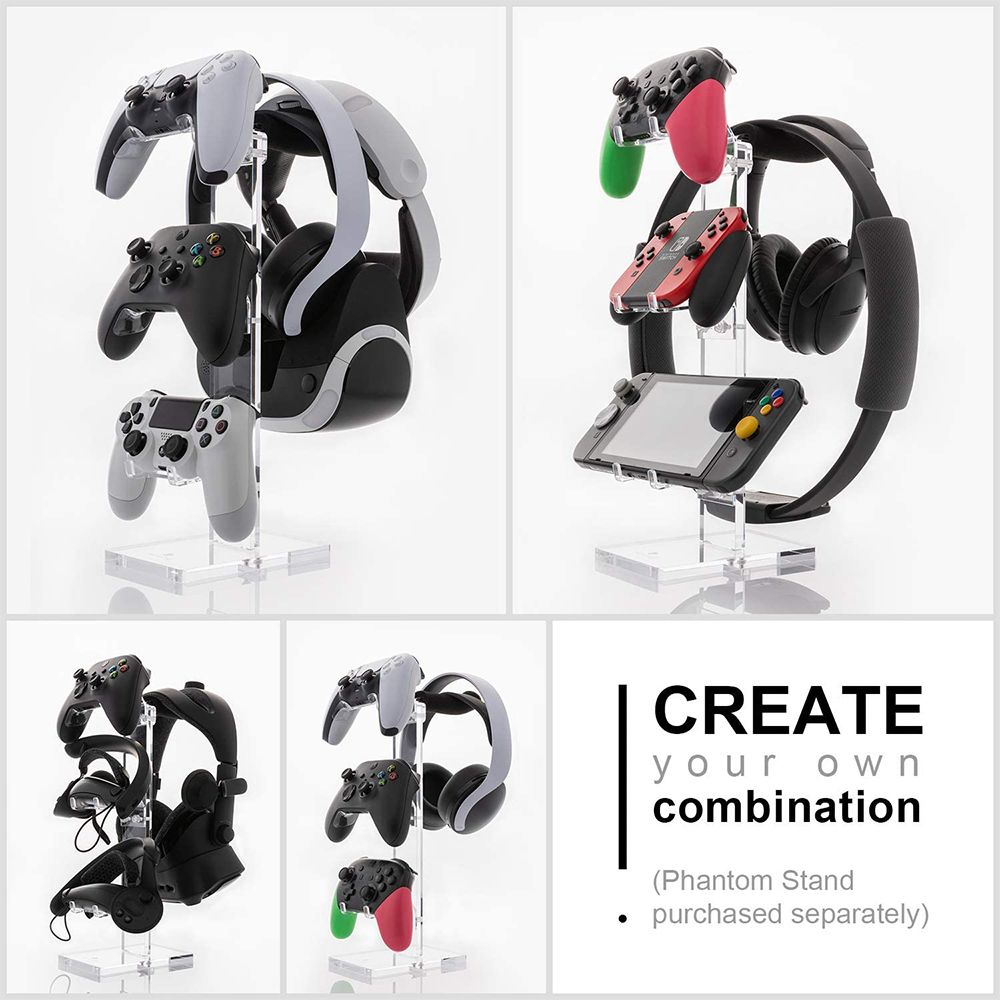 CREATE
your own
combination
(Phantom Stand
purchased separately)